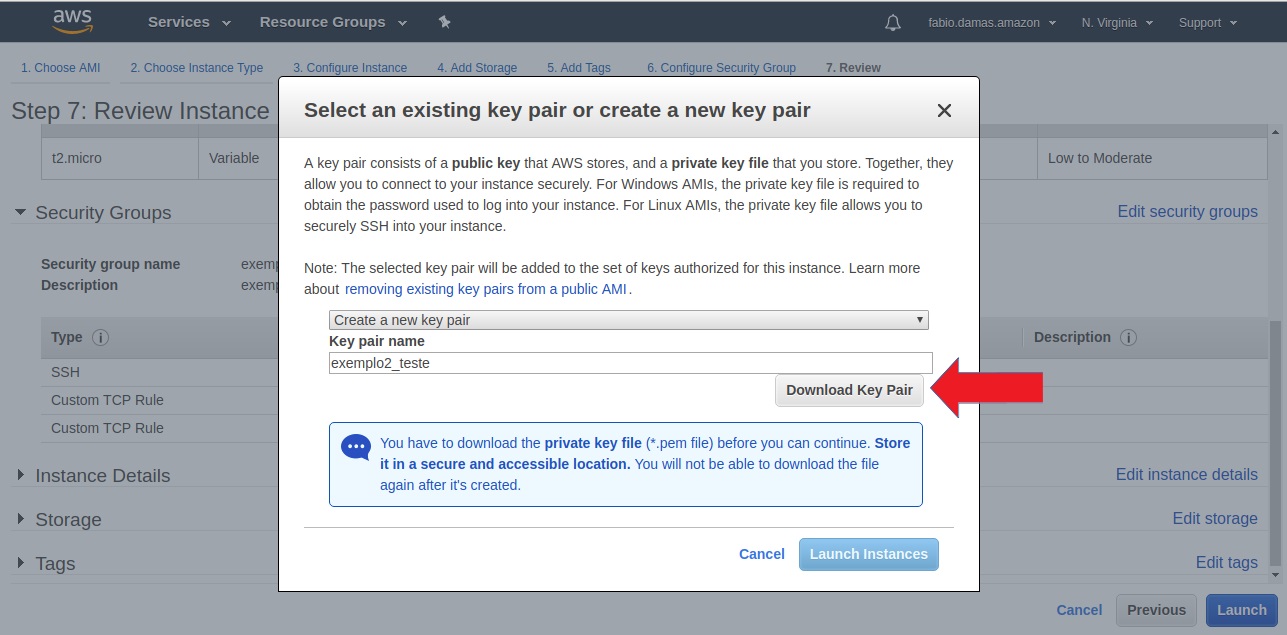 aws
Services
Resource Groups
fabio.damas.amazon
N. Virginia
Support
1. Choose AMI
2. Choose Instance Type
3. Configure Instance
4. Add Storage
5. Add Tags
6. Configure Security Group
7. Review
Step 7: Review Instance
t2.micro
Variable
Low to Moderate
Security Groups
Edit security groups
Security group name
Description
Type
Description
SSH
Custom TCP Rule
Custom TCP Rule
Instance Details
Edit instance details
Storage
Edit storage
Tags
Edit tags
Cancel
Previous
Launch
Select an existing key pair or create a new key pair
A key pair consists of a public key that AWS stores, and a private key file that you store. Together, they
allow you to connect to your instance securely. For Windows AMIs, the private key file is required to
obtain the password used to log into your instance. For Linux AMIs, the private key file allows you to
securely SSH into your instance.
Note: The selected key pair will be added to the set of keys authorized for this instance. Learn more
about removing existing key pairs from a public AMI .
Create a new key pair
Key pair name
exemplo2_teste
Download Key Pair
You have to download the private key file (*.pem file) before you can continue. Store
it in a secure and accessible location. You will not be able to download the file
again after it's created.
Cancel
Launch Instances